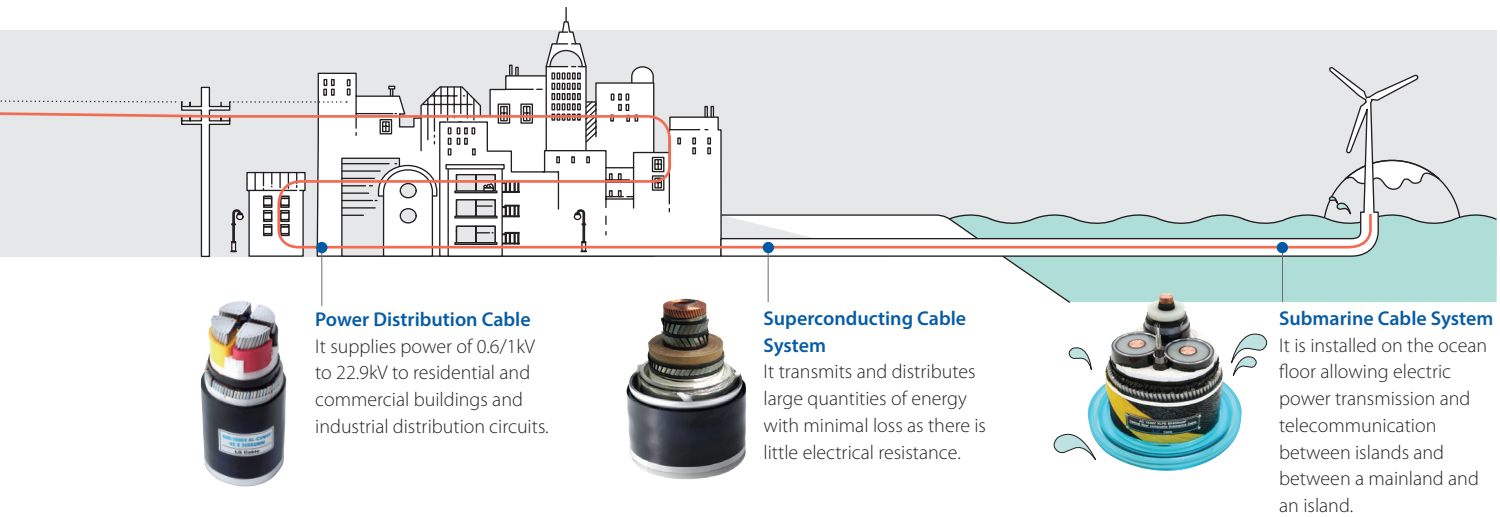 Power Distribution Cable
It supplies power of 0.6/1kV
to 22.9kV to residential and
commercial buildings and
industrial distribution circuits.
Superconducting Cable
System
It transmits and distributes
large quantities of energy
with minimal loss as there is
little electrical resistance.
Submarine Cable System
It is installed on the ocean
floor allowing electric
power transmission and
telecommunication
between islands and
between a mainland and
an island.
LS Cable